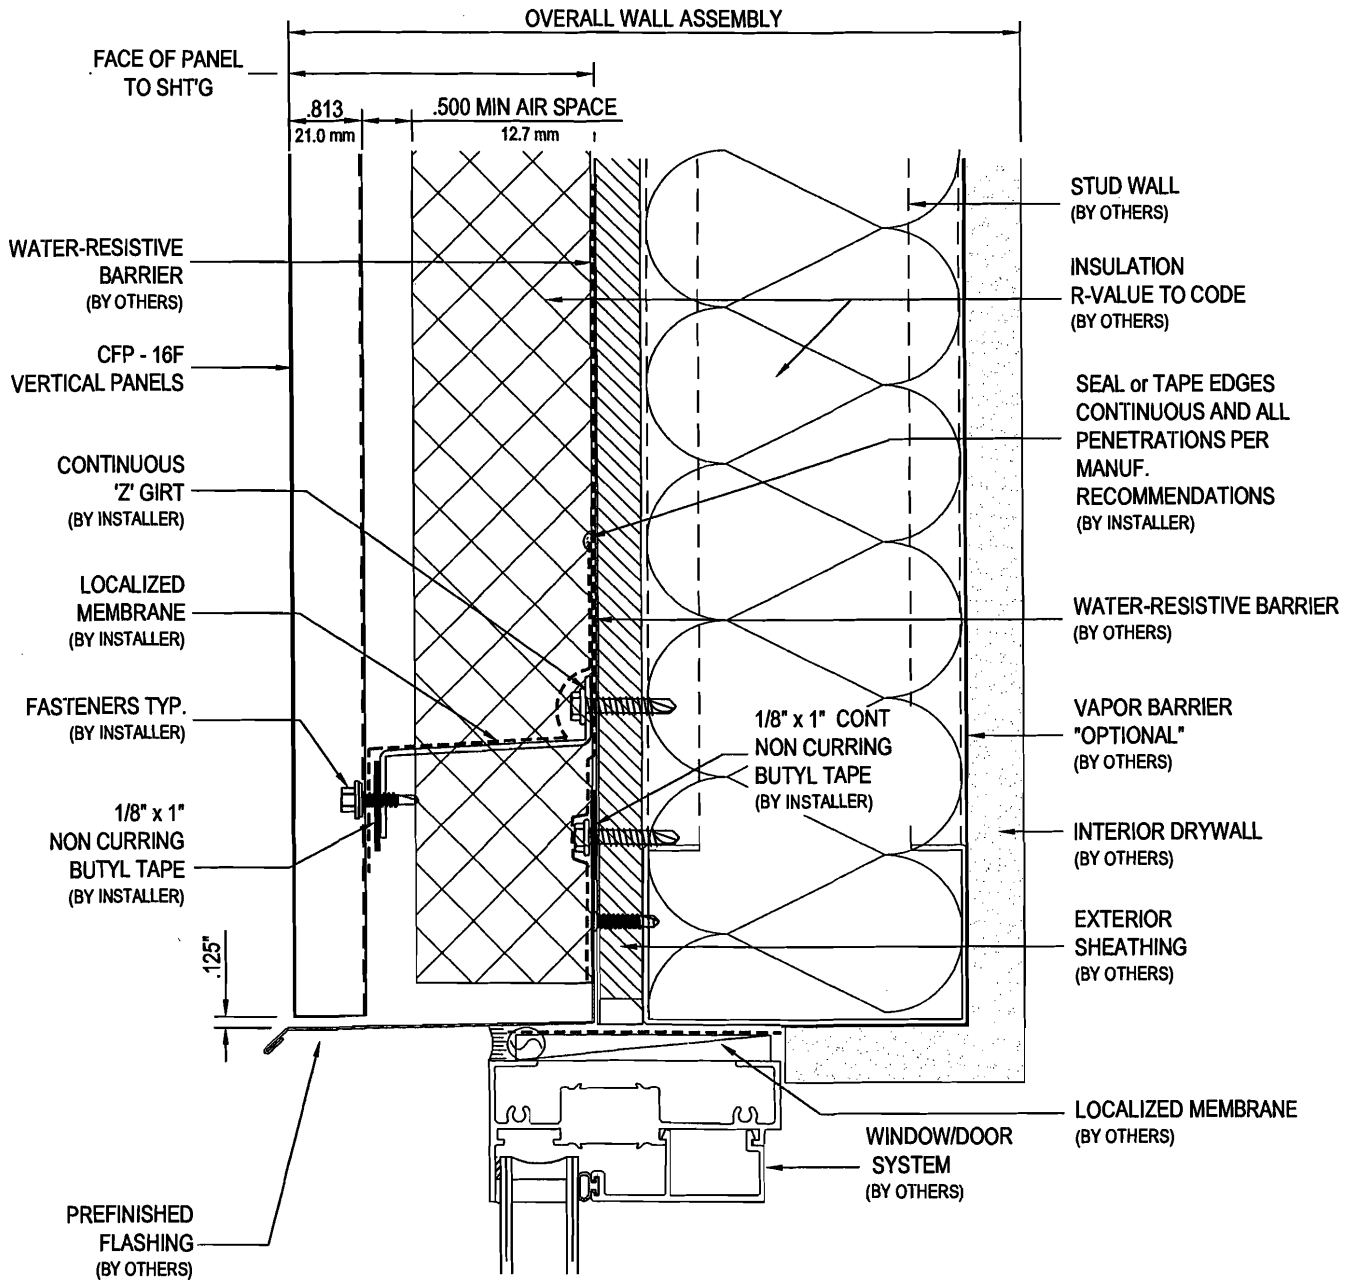 OVERALL WALL ASSEMBLY
FACE OF PANEL
TO SHT'G
.813
21.0 mm
.500 MIN AIR SPACE
12.7 mm
WATER-RESISTIVE
BARRIER
(BY OTHERS)
CFP - 16F
VERTICAL PANELS
CONTINUOUS
'Z' GIRT
(BY INSTALLER)
LOCALIZED
MEMBRANE
(BY INSTALLER)
FASTENERS TYP.
(BY INSTALLER)
1/8" x 1"
NON CURRING
BUTYL TAPE
(BY INSTALLER)
.125"
PREFINISHED
FLASHING
(BY OTHERS)
1/8" x 1" CONT
NON CURRING
BUTYL TAPE
(BY INSTALLER)
STUD WALL
(BY OTHERS)
INSULATION
R-VALUE TO CODE
(BY OTHERS)
SEAL or TAPE EDGES
CONTINUOUS AND ALL
PENETRATIONS PER
MANUF.
RECOMMENDATIONS
(BY INSTALLER)
WATER-RESISTIVE BARRIER
(BY OTHERS)
VAPOR BARRIER
"OPTIONAL"
(BY OTHERS)
INTERIOR DRYWALL
(BY OTHERS)
EXTERIOR
SHEATHING
(BY OTHERS)
LOCALIZED MEMBRANE
(BY OTHERS)
WINDOW/DOOR
SYSTEM
(BY OTHERS)